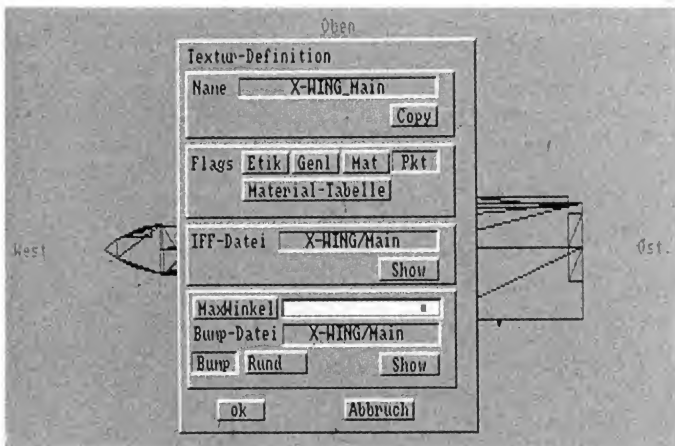 Oben
Textur-Definition
Name X-WING_Main
Copy
Flags Etik Genl Mat Pkt
Material-Tabelle
West
IFF-Datei X-WING/Main
Ost
Show
MaxWinkel
Bump-Datei X-WING/Main
Bump Rund Show
ok Abbruch